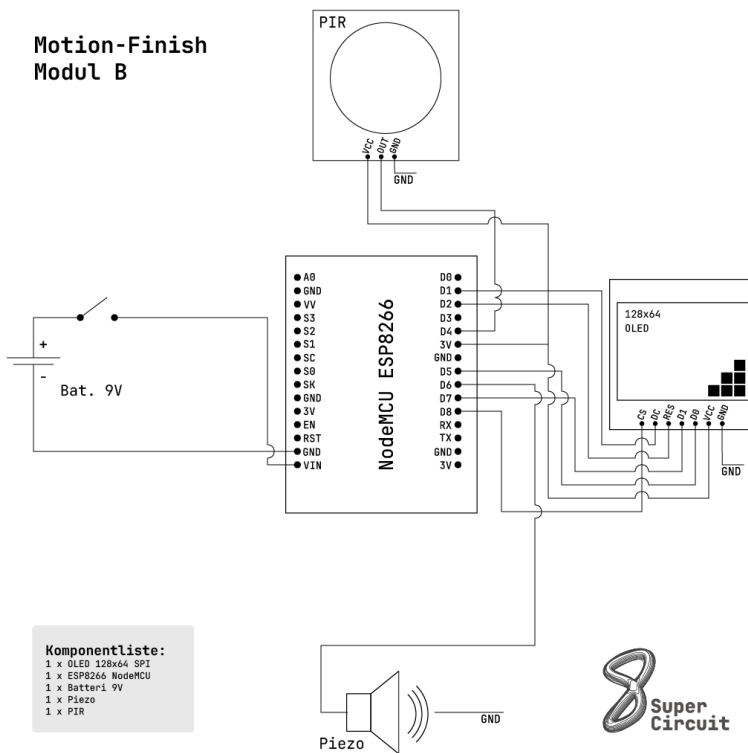 Motion-Finish
Modul B
PIR
VCC
OUT
GND
GND
A0
GND
VV
S3
S2
S1
SC
S0
SK
GND
3V
EN
RST
GND
VIN
NodeMCU ESP8266
D0
D1
D2
D3
D4
3V
GND
D5
D6
D7
D8
RX
TX
GND
3V
128x64
OLED
CS
DC
RES
D1
D0
VCC
GND
GND
+
-
Bat. 9V
Komponentliste:
1 x OLED 128x64 SPI
1 x ESP8266 NodeMCU
1 x Batteri 9V
1 x Piezo
1 x PIR
Piezo
GND
Super
Circuit